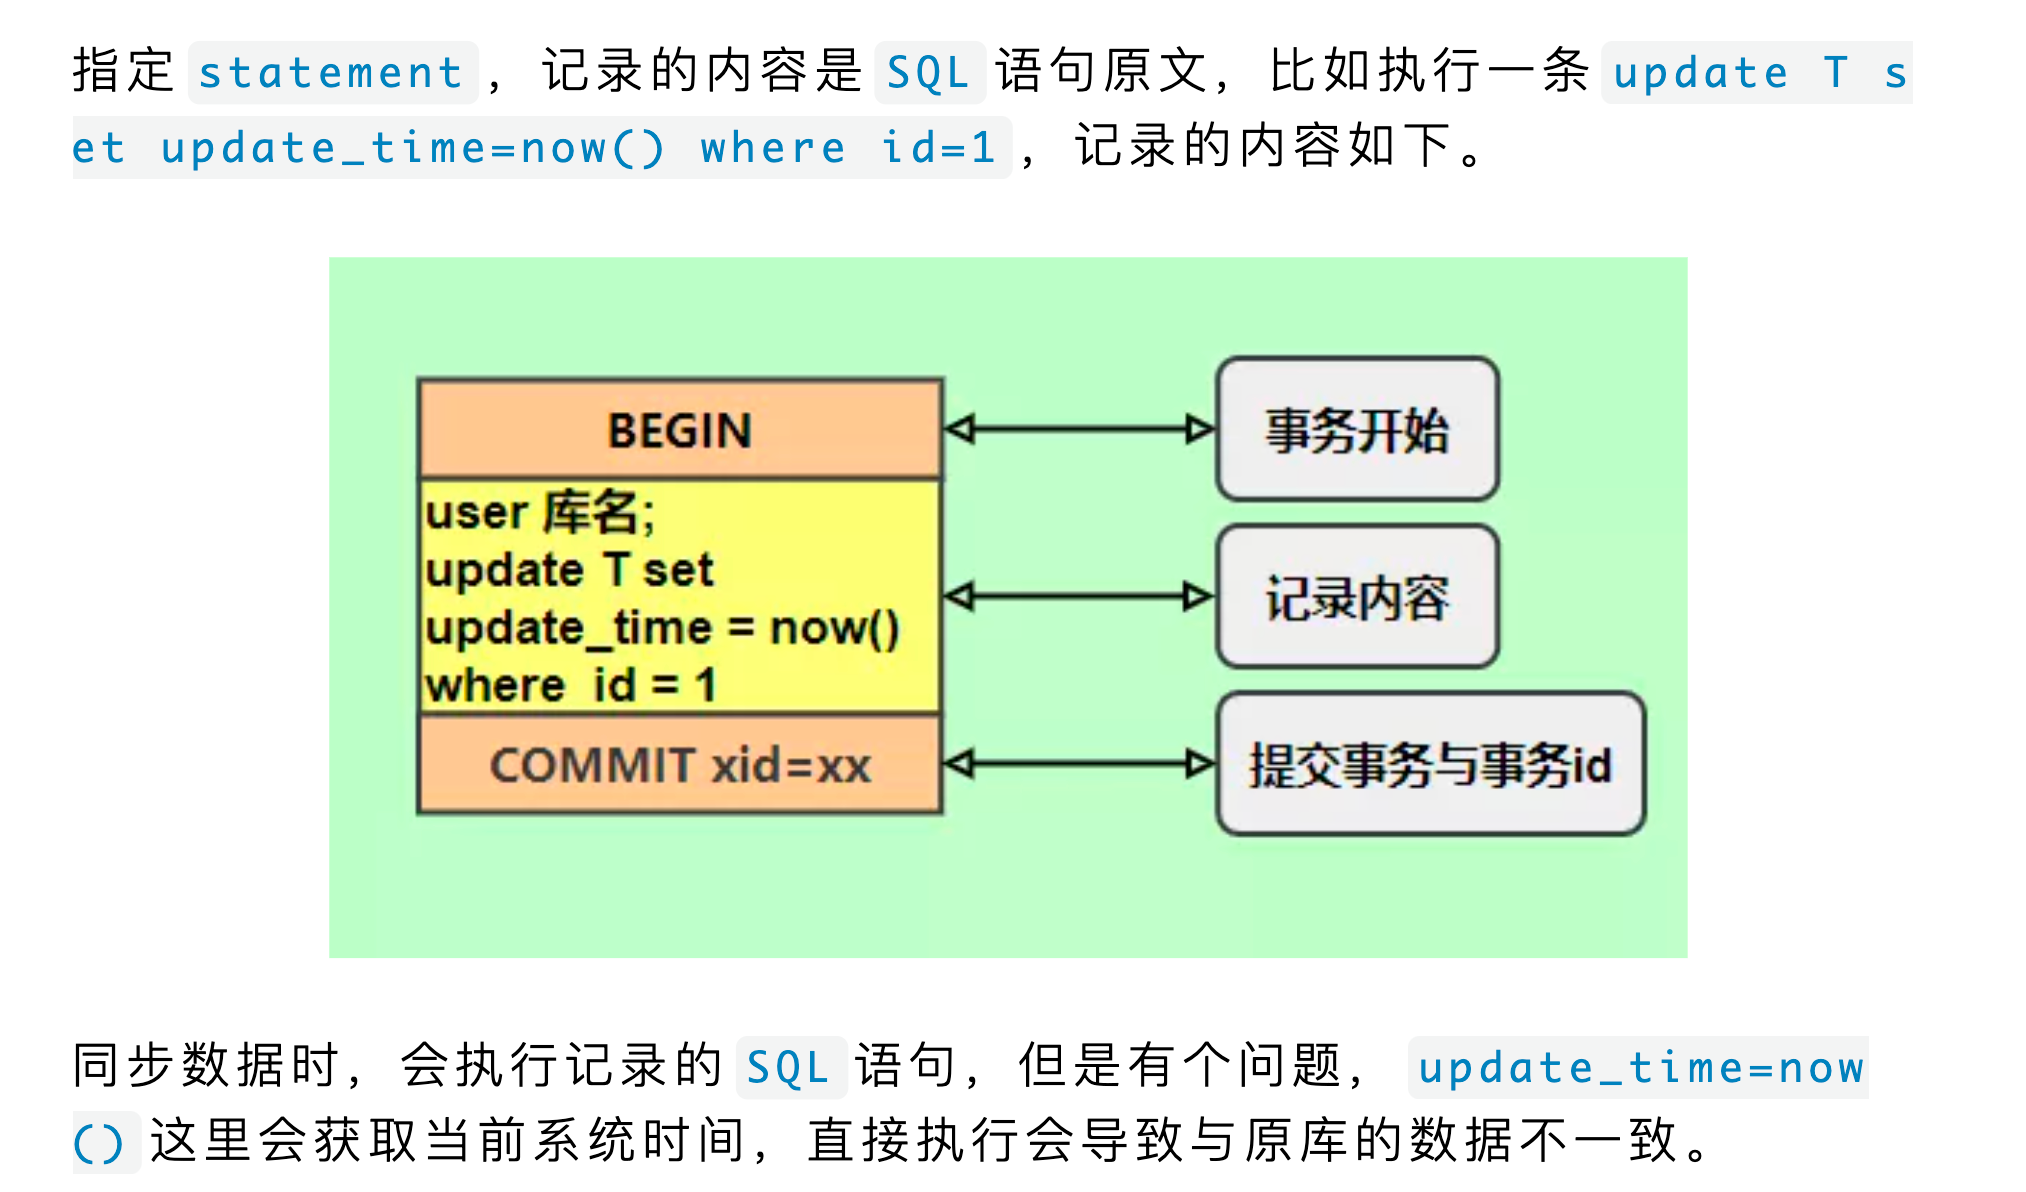 指定 statement ，记录的内容是 SQL 语句原文，比如执行一条 update T s
et update_time=now() where id=1 ，记录的内容如下。
BEGIN
事务开始
user 库名;
update T set
update_time = now()
where id = 1
记录内容
COMMIT xid=xx
提交事务与事务id
同步数据时，会执行记录的 SQL 语句，但是有个问题， update_time=now
() 这里会获取当前系统时间，直接执行会导致与原库的数据不一致。